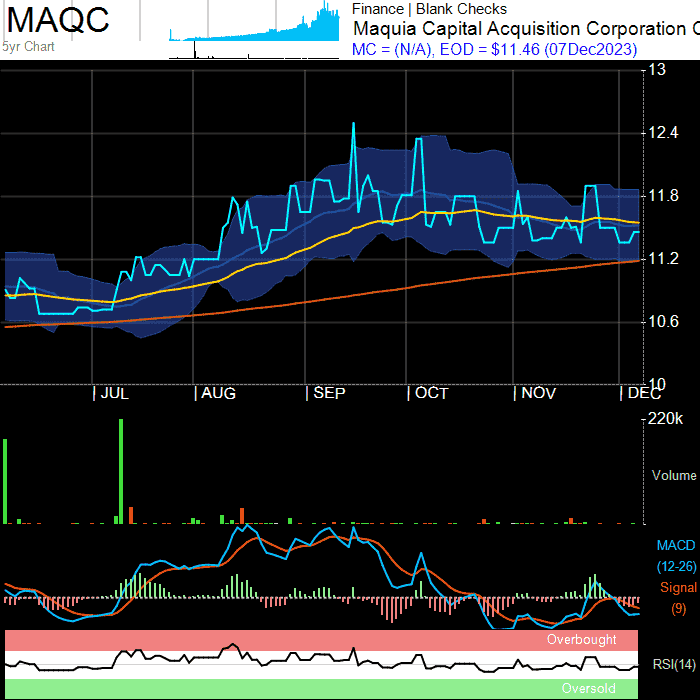 MAQC
5yr Chart
Finance | Blank Checks
Maquia Capital Acquisition Corporation C
MC = (N/A), EOD = $11.46 (07Dec2023)
13
12.4
11.8
11.2
10.6
10
JUL AUG SEP OCT NOV DEC
220k
Volume
MACD
(12-26)
Signal
(9)
Overbought
RSI(14)
Oversold